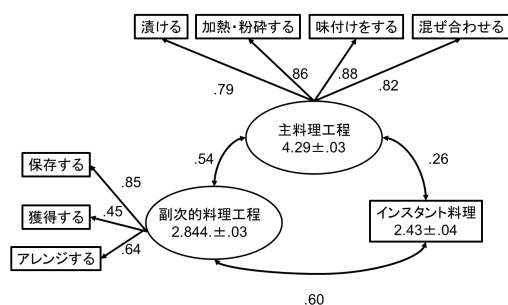 漬ける 加熱・粉砕する 味付けをする 混ぜ合わせる
.79 .86 .88 .82
主料理工程
4.29±.03
.54 .26
保存する
.85
獲得する
.45
アレンジする
.64
副次的料理工程
2.844.±.03
インスタント料理
2.43±.04
.60